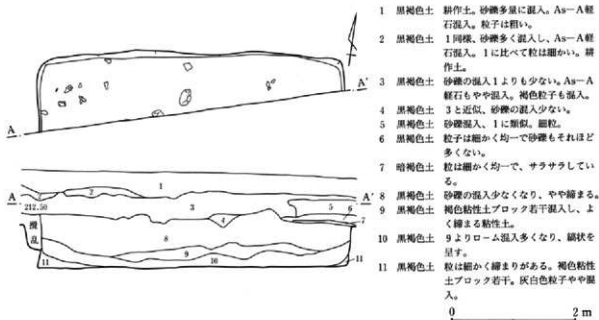 1 黒褐色土 耕作土。砂礫多量に混入。As－A軽
石混入。粒子は粗い。
2 黒褐色土 1同様、砂礫多く混入し、As－A軽
石混入。1に比べて粒は細かい。耕
作土。
3 黒褐色土 砂礫の混入1よりも少ない。As－A
軽石もやや混入。褐色粒子も混入。
4 黒褐色土 3と近似、砂礫の混入少ない。
5 黒褐色土 砂礫混入、1に類似。細粒。
6 黒褐色土 粒子は細かく均一で砂礫もそれほど
多くない。
7 暗褐色土 粒は細かく均一で、サラサラしてい
る。
8 黒褐色土 砂礫の混入少なくなり、やや締まる。
9 黒褐色土 褐色粘性土ブロック若干混入し、よ
く締まる粘性土。
10 黒褐色土 9よりローム混入多くなり、縞状を
呈す。
11 黒褐色土 粒は細かく締まりがある。褐色粘性
土ブロック若干。灰白色粒子やや混
入。
A A′
A A′
212.50
1
2
3
4
5 6
7
攪乱
8
9
10
11 11
0 2 m